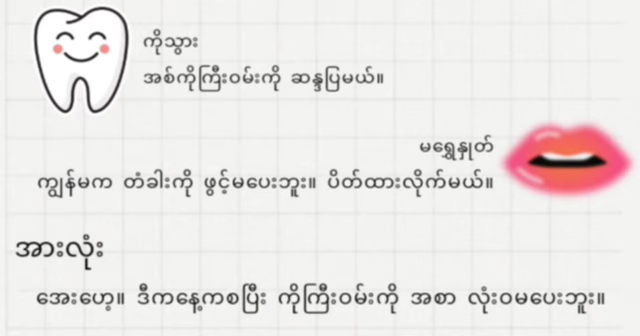 ကိုသွား
အစ်ကိုကြီးဝမ်းကို ဆန္ဒပြမယ်။
မရွှေနှုတ်
ကျွန်မက တံခါးကို ဖွင့်မပေးဘူး။ ပိတ်ထားလိုက်မယ်။
အားလုံး
အေးဟေ့။ ဒီကနေ့ကစပြီး ကိုကြီးဝမ်းကို အစာ လုံးဝမပေးဘူး။